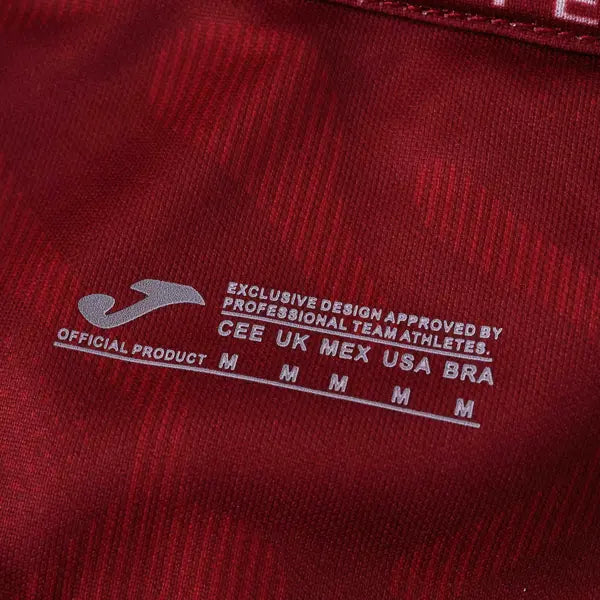 EXCLUSIVE DESIGN APPROVED BY
PROFESSIONAL TEAM ATHLETES.
CEE UK MEX USA BRA
OFFICIAL PRODUCT M M M M M